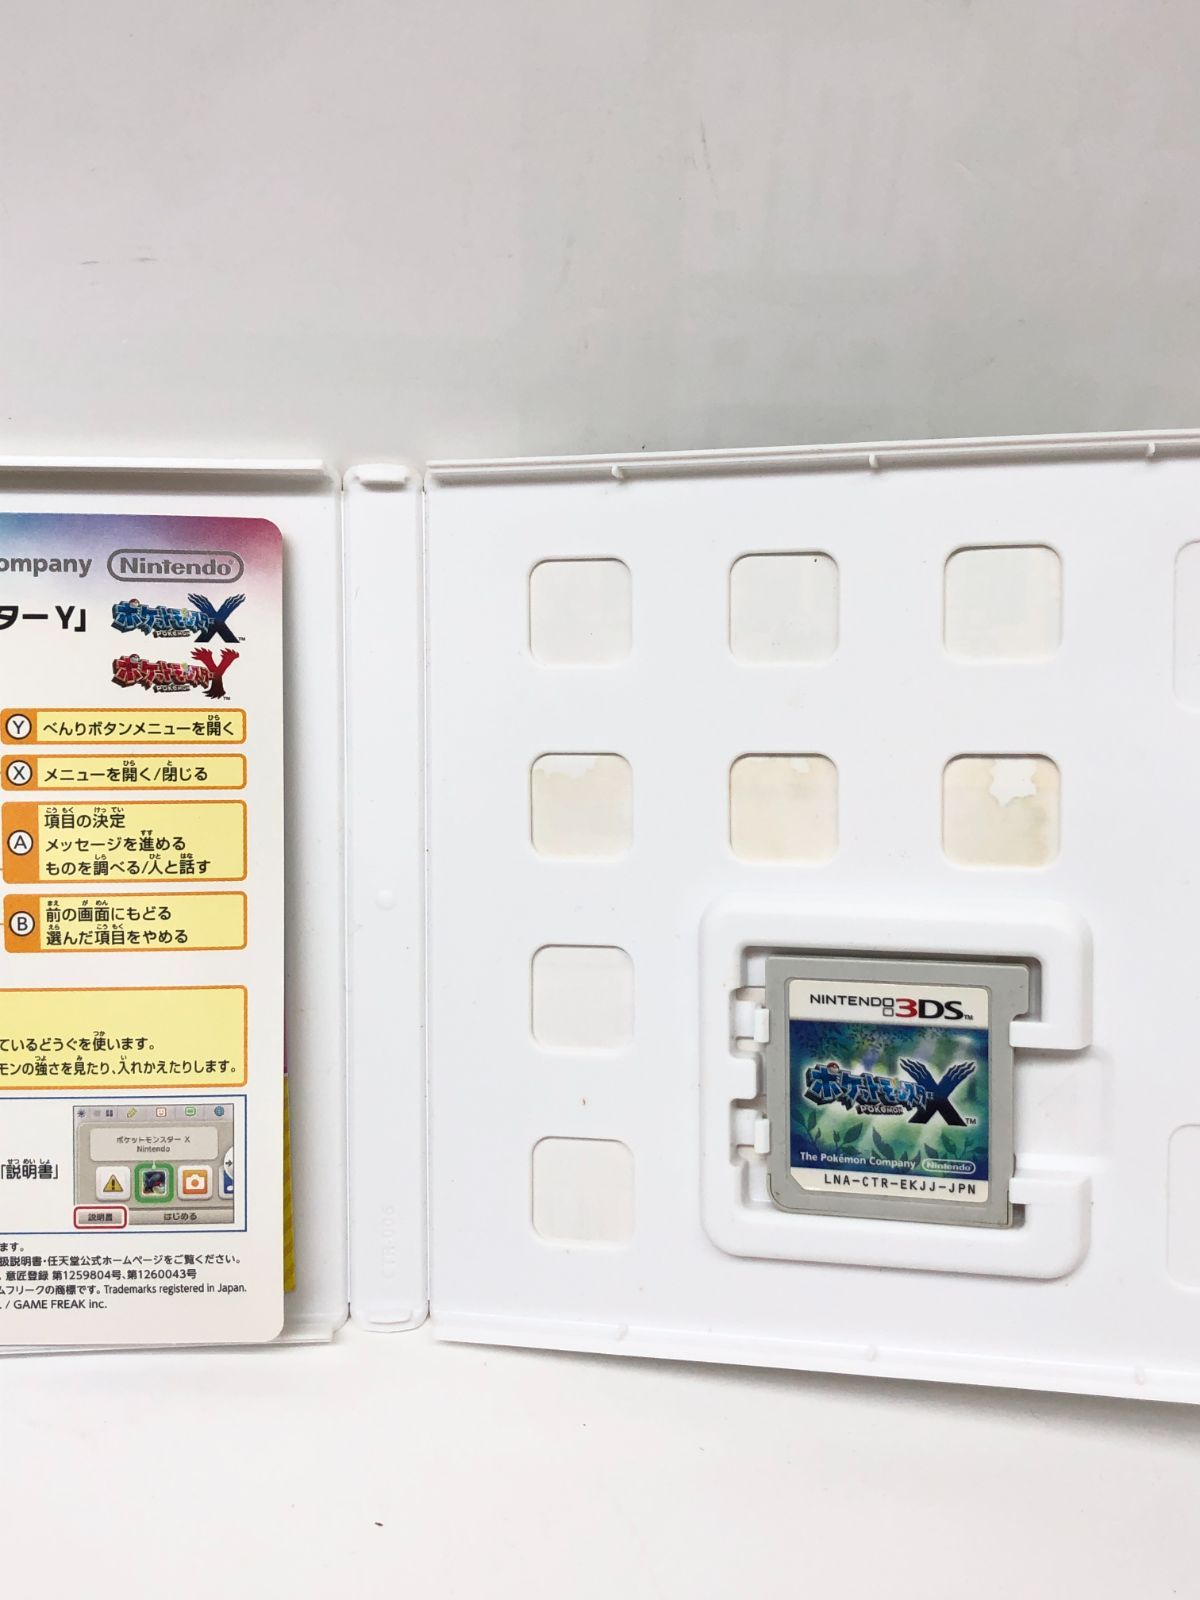 ompany Nintendo
ターY」 ポケットモンスター X
POKÉMON
ポケットモンスター Y
POKÉMON
Y べんりボタンメニューを開く
X メニューを開く/閉じる
A 項目の決定
メッセージを進める
ものを調べる/人と話す
B 前の画面にもどる
選んだ項目をやめる
ているどうぐを使います。
モンの強さを見たり、入れかえたりします。
ポケットモンスター X
Nintendo
「説明書」
説明書 はじめる
ます。
扱説明書・任天堂公式ホームページをご覧ください。
意匠登録 第1259804号、第1260043号
ムフリークの商標です。Trademarks registered in Japan.
/ GAME FREAK inc.
CTR-006
NINTENDO 3DS™
ポケットモンスター X™
POKÉMON
The Pokémon Company Nintendo
LNA-CTR-EKJJ-JPN